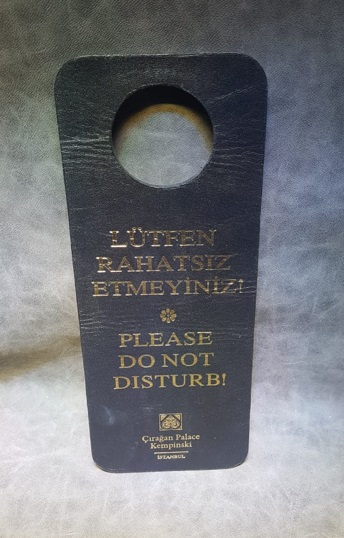 LÜTFEN
RAHATSIZ
ETMEYİNİZ!
PLEASE
DO NOT
DISTURB!
Çırağan Palace
Kempinski
İSTANBUL